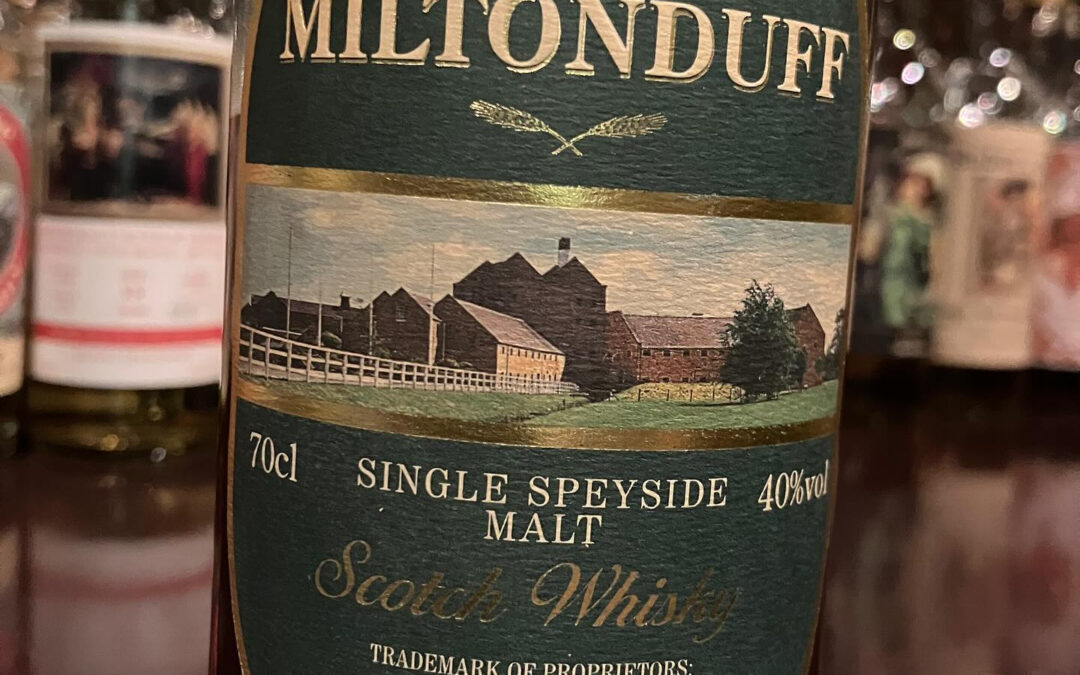 MILTONDUFF
70cl
SINGLE SPEYSIDE
MALT
40%vol
Scotch Whisky
TRADEMARK OF PROPRIETORS: